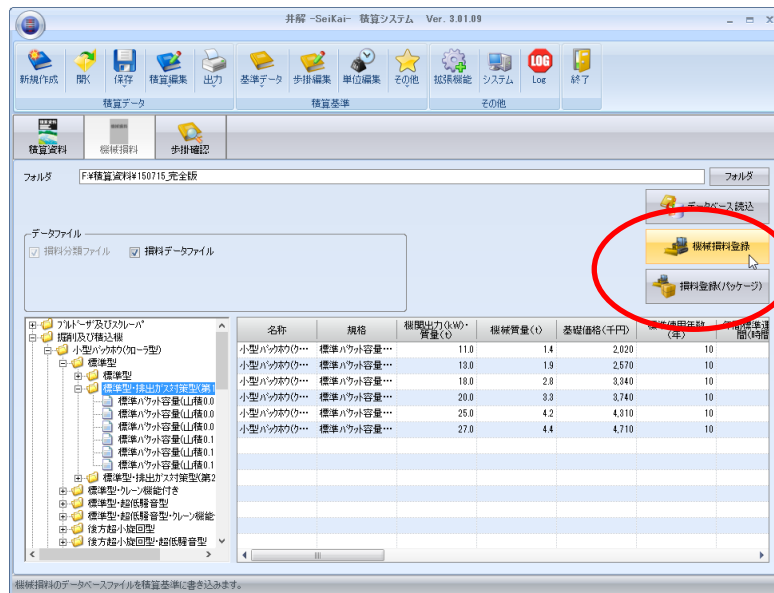 井解 -SeiKai- 積算システム Ver. 3.01.09
新規作成 開く 保存 積算編集 出力 基準データ 歩掛編集 単位編集 その他 拡張機能 システム Log 終了
LOG
積算データ 積算基準 その他
積算資料 機械損料 歩掛確認
フォルダ F:¥積算資料¥150715_完全版 フォルダ
データベース読込
データファイル
損料分類ファイル 損料データファイル
機械損料登録
損料登録(パッケージ)
ブルドーザ及びスクレーパ
掘削及び積込機
小型バックホウ(クローラ型)
標準型
標準型
標準型・排出ガス対策型(第1
標準バケット容量(山積0.0
標準バケット容量(山積0.0
標準バケット容量(山積0.0
標準バケット容量(山積0.1
標準バケット容量(山積0.1
標準バケット容量(山積0.1
標準型・排出ガス対策型(第2
標準型・クレーン機能付き
標準型・超低騒音型
標準型・超低騒音型・クレーン機能
後方超小旋回型
後方超小旋回型・超低騒音型
名称 規格 機関出力(kW)・質量(t) 機械質量(t) 基礎価格(千円) 標準使用年数(年) 年間標準運 間(時間
小型バックホウ(ク… 標準バケット容量… 11.0 1.4 2,020 10
小型バックホウ(ク… 標準バケット容量… 13.0 1.9 2,570 10
小型バックホウ(ク… 標準バケット容量… 18.0 2.8 3,340 10
小型バックホウ(ク… 標準バケット容量… 20.0 3.3 3,740 10
小型バックホウ(ク… 標準バケット容量… 25.0 4.2 4,310 10
小型バックホウ(ク… 標準バケット容量… 27.0 4.4 4,710 10
機械損料のデータベースファイルを積算基準に書き込みます。